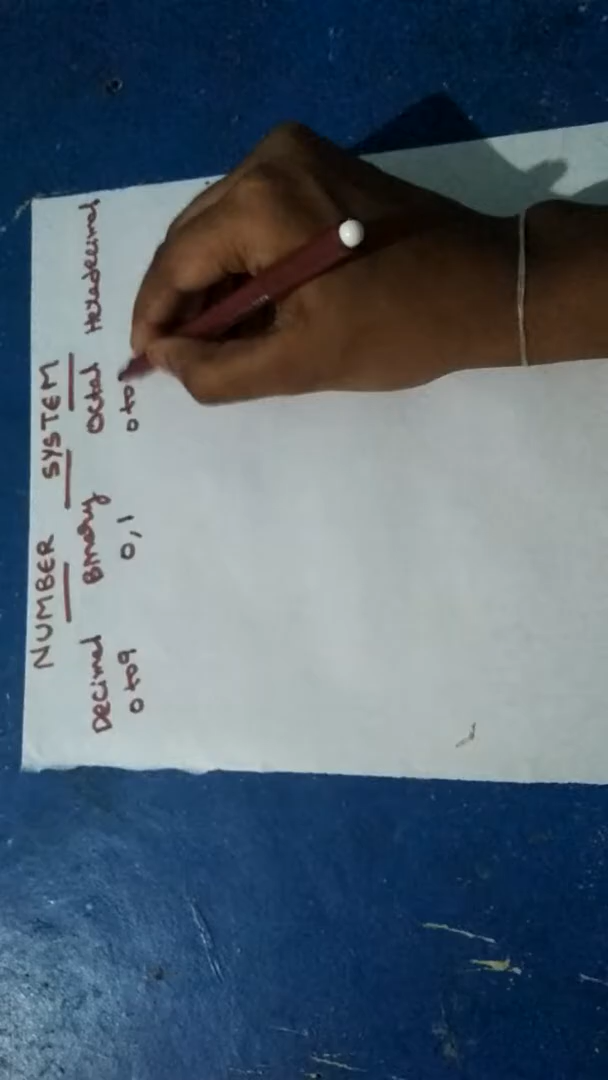 NUMBER SYSTEM
Decimal Binary Octal Hexadecimal
0 to 9 0, 1 0 to